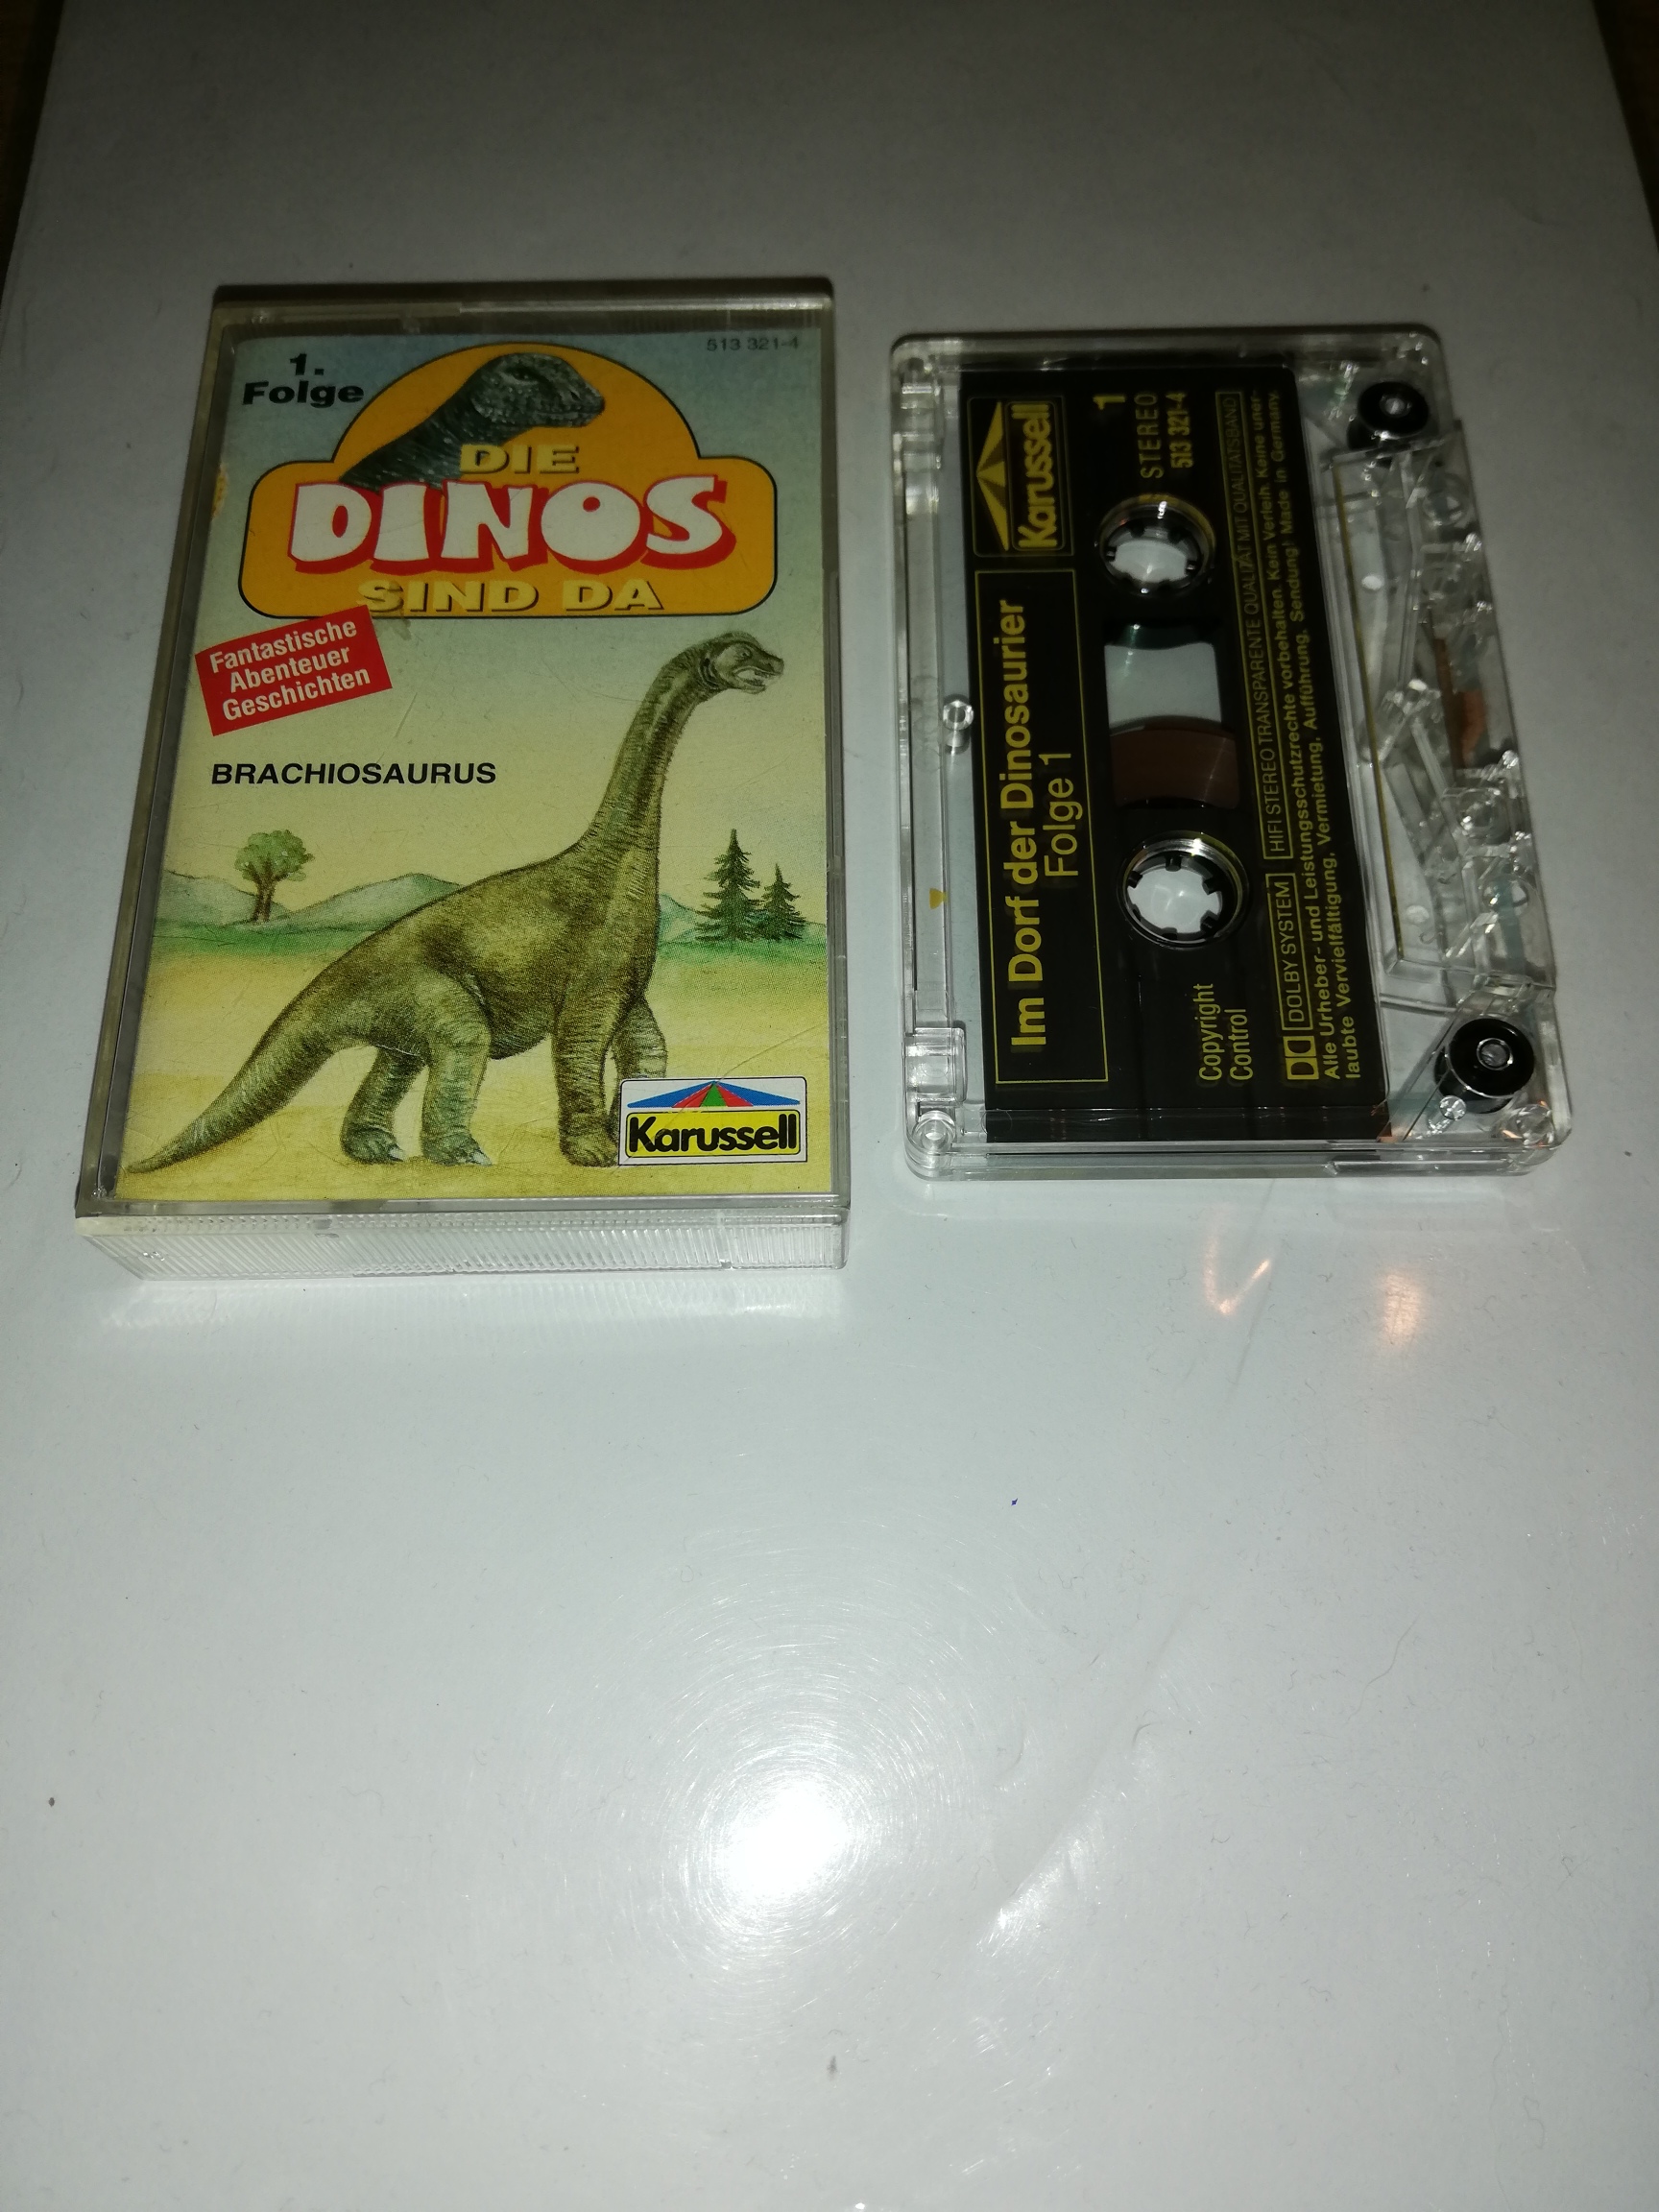 1.
Folge
513 321-4
DIE
DINOS
SIND DA
Fantastische
Abenteuer
Geschichten
BRACHIOSAURUS
Karussell
Karussell
1
STEREO
513 321-4
Im Dorf der Dinosaurier
Folge 1
Copyright
Control
DOLBY SYSTEM
HIFI STEREO TRANSPARENTE QUALITÄT MIT QUALITÄTSBAND
Alle Urheber- und Leistungsschutzrechte vorbehalten. Kein Verleih. Keine uner-
laubte Vervielfältigung, Vermietung, Aufführung, Sendung! Made in Germany.